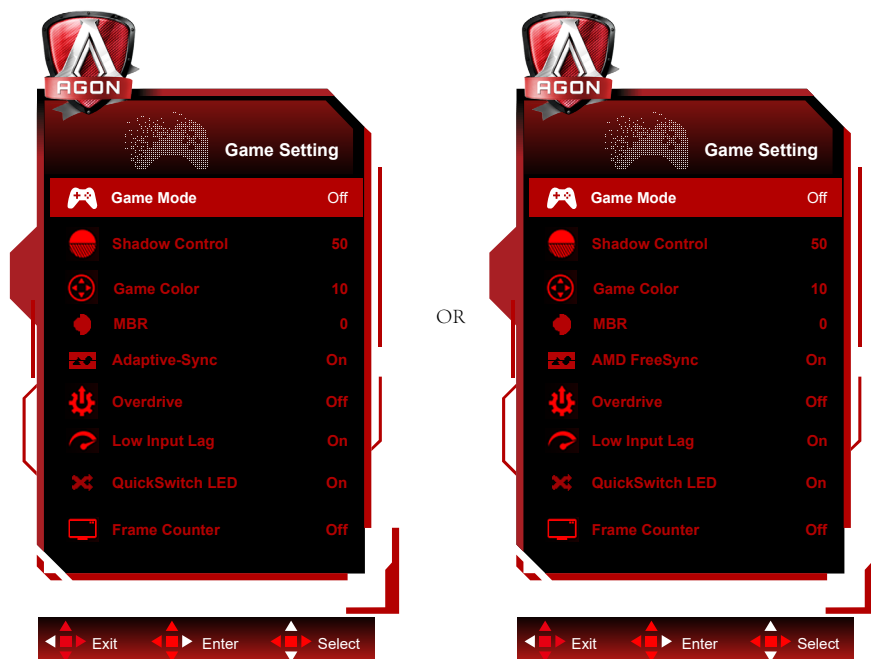 AGON
Game Setting
Game Mode Off
Shadow Control 50
Game Color 10
MBR 0
Adaptive-Sync On
Overdrive Off
Low Input Lag On
QuickSwitch LED On
Frame Counter Off
Exit Enter Select
OR
AGON
Game Setting
Game Mode Off
Shadow Control 50
Game Color 10
MBR 0
AMD FreeSync On
Overdrive Off
Low Input Lag On
QuickSwitch LED On
Frame Counter Off
Exit Enter Select